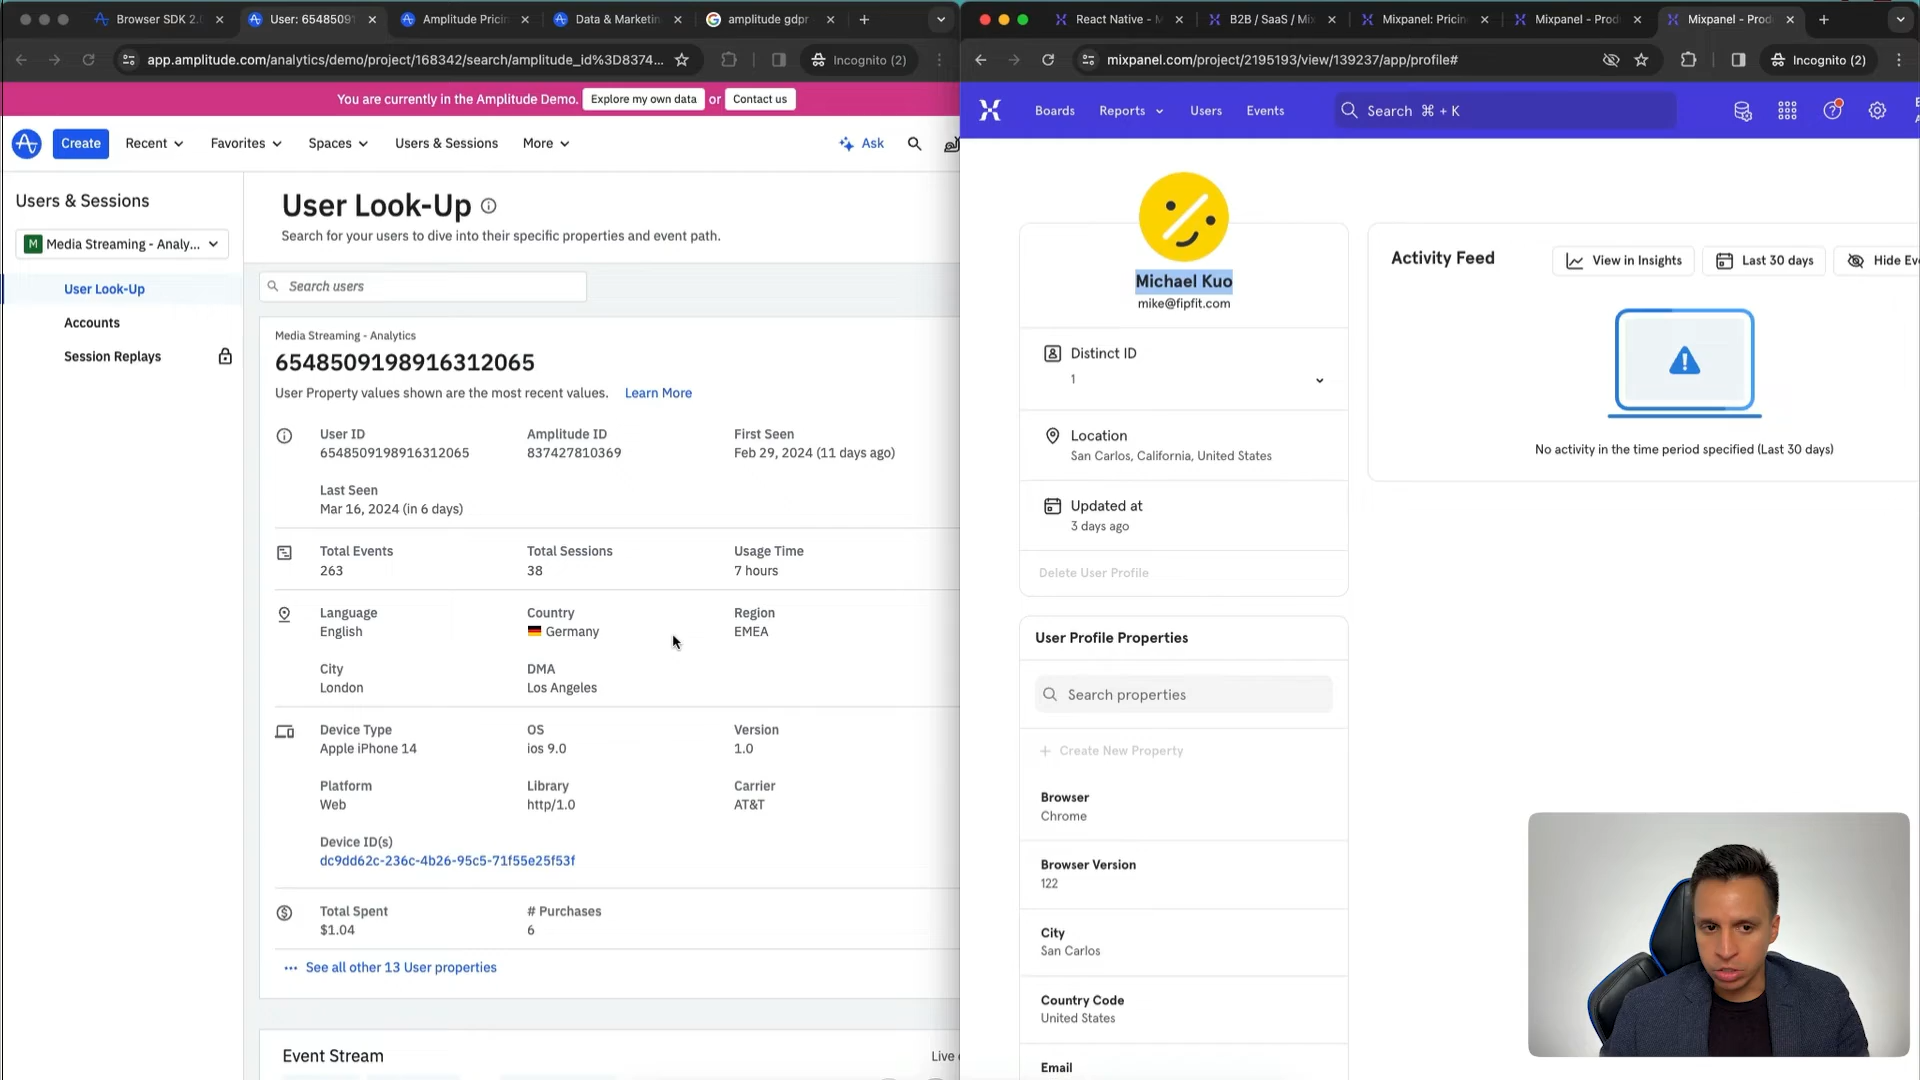 Browser SDK 2.
User: 6548509
Amplitude Pricin
Data & Marketin
amplitude gdpr
app.amplitude.com/analytics/demo/project/168342/search/amplitude_id%3D8374...
Incognito (2)
You are currently in the Amplitude Demo. Explore my own data or Contact us
Create
Recent
Favorites
Spaces
Users & Sessions
More
Ask
Users & Sessions
M Media Streaming - Analy...
User Look-Up
Accounts
Session Replays
User Look-Up
Search for your users to dive into their specific properties and event path.
Search users
Media Streaming - Analytics
6548509198916312065
User Property values shown are the most recent values. Learn More
User ID
6548509198916312065
Amplitude ID
837427810369
First Seen
Feb 29, 2024 (11 days ago)
Last Seen
Mar 16, 2024 (in 6 days)
Total Events
263
Total Sessions
38
Usage Time
7 hours
Language
English
Country
Germany
Region
EMEA
City
London
DMA
Los Angeles
Device Type
Apple iPhone 14
OS
ios 9.0
Version
1.0
Platform
Web
Library
http/1.0
Carrier
AT&T
Device ID(s)
dc9dd62c-236c-4b26-95c5-71f55e25f53f
Total Spent
$1.04
# Purchases
6
... See all other 13 User properties
Event Stream
Live
React Native - M
B2B / SaaS / Mix
Mixpanel: Pricin
Mixpanel - Prod
Mixpanel - Prod
mixpanel.com/project/2195193/view/139237/app/profile#
Incognito (2)
Boards
Reports
Users
Events
Search ⌘ + K
Michael Kuo
mike@fipfit.com
Distinct ID
1
Location
San Carlos, California, United States
Updated at
3 days ago
Delete User Profile
User Profile Properties
Search properties
+ Create New Property
Browser
Chrome
Browser Version
122
City
San Carlos
Country Code
United States
Email
Activity Feed
View in Insights
Last 30 days
Hide Eve
No activity in the time period specified (Last 30 days)